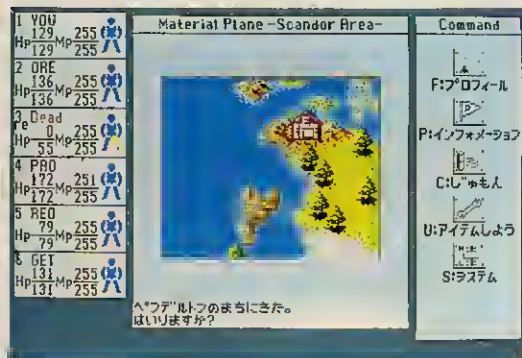 1 YOU
Hp 129/129 Mp 255/255
2 ORE
Hp 136/136 Mp 255/255
3 Dead
re
Hp 0/55 Mp 255/255
4 PRO
Hp 172/172 Mp 251/255
5 REO
Hp 79/79 Mp 255/255
6 GET
Hp 131/131 Mp 255/255
Material Plane -Scandor Area-
ペフデルトフのまちにきた。
はいりますか?
Command
F:プロフィール
P:インフォメーション
C:じゅもん
U:アイテムしよう
S:システム